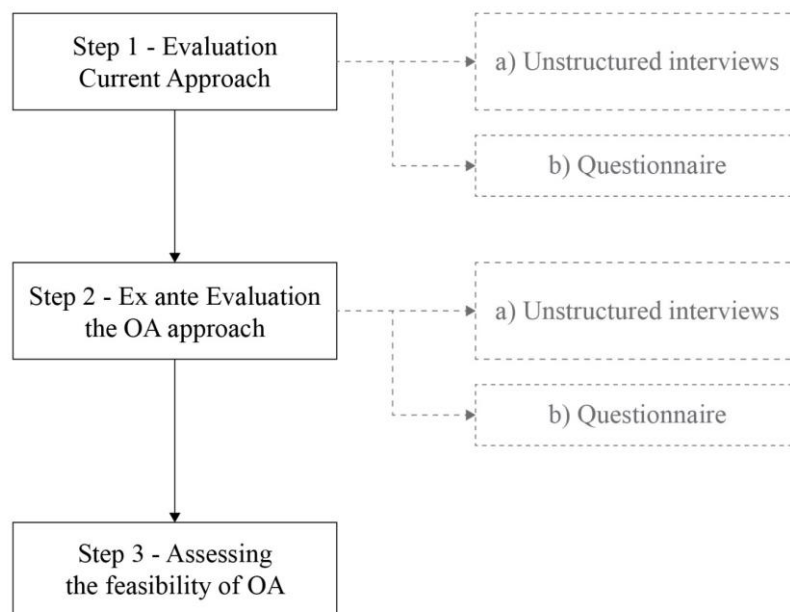 Step 1 - Evaluation
Current Approach
a) Unstructured interviews
b) Questionnaire
Step 2 - Ex ante Evaluation
the OA approach
a) Unstructured interviews
b) Questionnaire
Step 3 - Assessing
the feasibility of OA